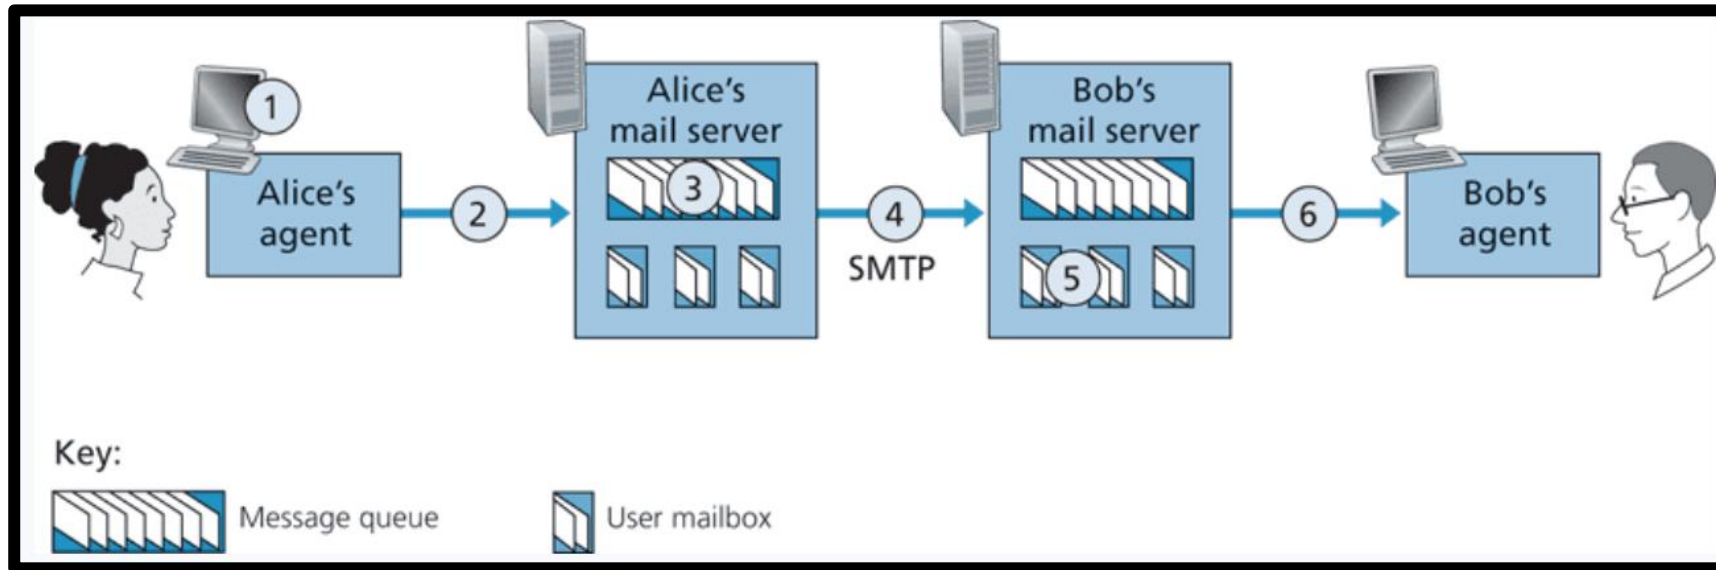 1
Alice's
agent
2
Alice's
mail server
3
4
SMTP
Bob's
mail server
5
6
Bob's
agent
Key:
Message queue
User mailbox